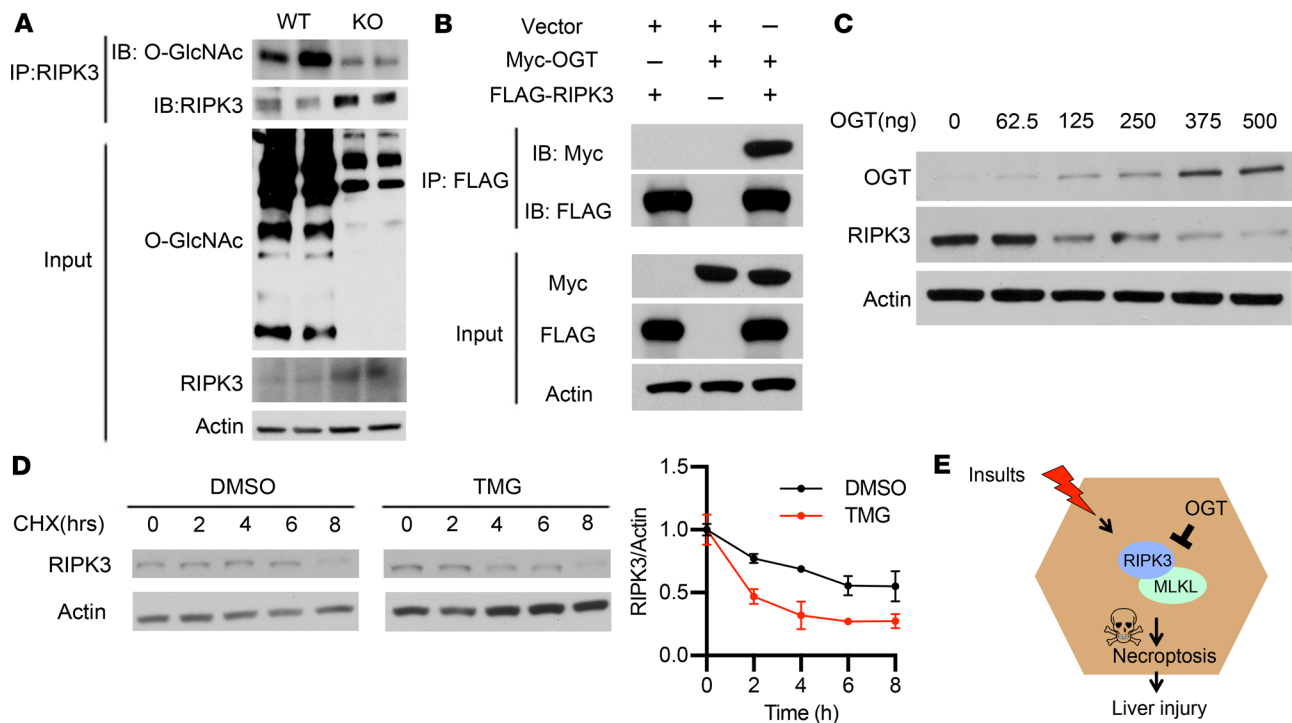 A
WT KO
IP:RIPK3
IB: O-GlcNAc
IB:RIPK3
Input
O-GlcNAc
RIPK3
Actin
B
Vector + + –
Myc-OGT – + +
FLAG-RIPK3 + – +
IP: FLAG
IB: Myc
IB: FLAG
Input
Myc
FLAG
Actin
C
OGT(ng) 0 62.5 125 250 375 500
OGT
RIPK3
Actin
D
DMSO TMG
CHX(hrs) 0 2 4 6 8 0 2 4 6 8
RIPK3
Actin
RIPK3/Actin
1.5
1.0
0.5
0.0
0 2 4 6 8
Time (h)
DMSO
TMG
E
Insults
OGT
RIPK3
MLKL
Necroptosis
Liver injury